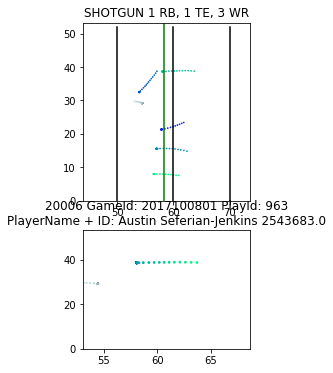 SHOTGUN 1 RB, 1 TE, 3 WR
50
40
30
20
10
0
50 60 70
20006 GameId: 2017100801 PlayId: 963
PlayerName + ID: Austin Seferian-Jenkins 2543683.0
40
20
0
55 60 65